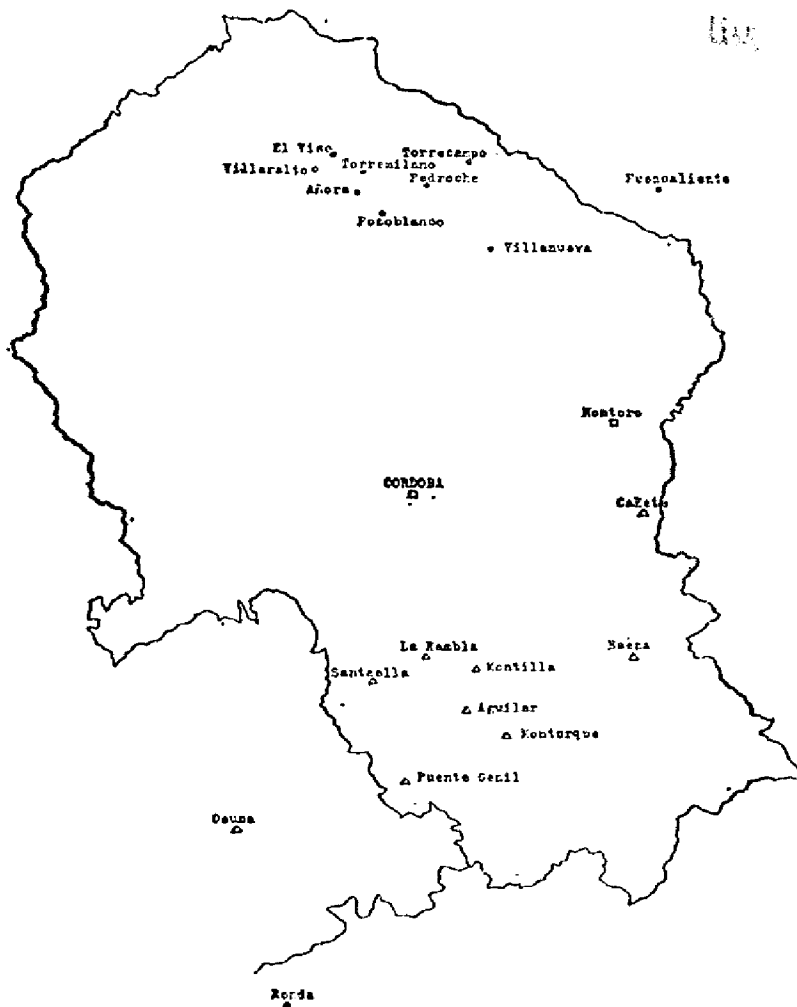 El Viso
Torrecampo
Villaralto
Torremilano
Pedroche
Fuencaliente
Añora
Pozoblanco
Villanueva
Montoro
CORDOBA
Cañete
La Rambla
Baena
Montilla
Santaella
Aguilar
Monturque
Puente Genil
Osuna
Ronda